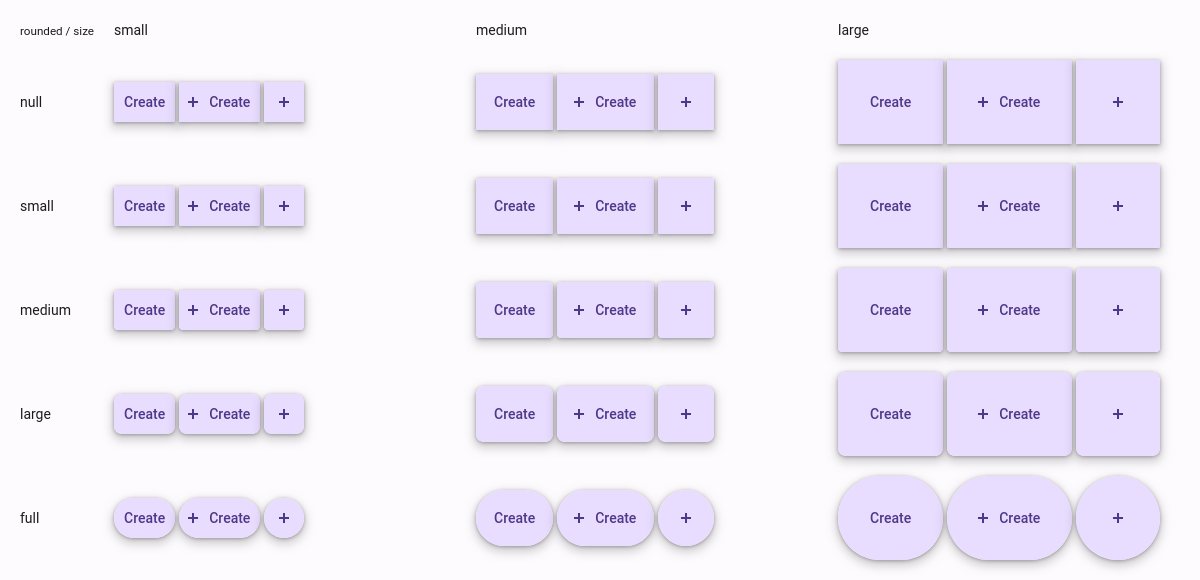 rounded / size small medium large
null Create + Create + Create + Create + Create + Create +
small Create + Create + Create + Create + Create + Create +
medium Create + Create + Create + Create + Create + Create +
large Create + Create + Create + Create + Create + Create +
full Create + Create + Create + Create + Create + Create +